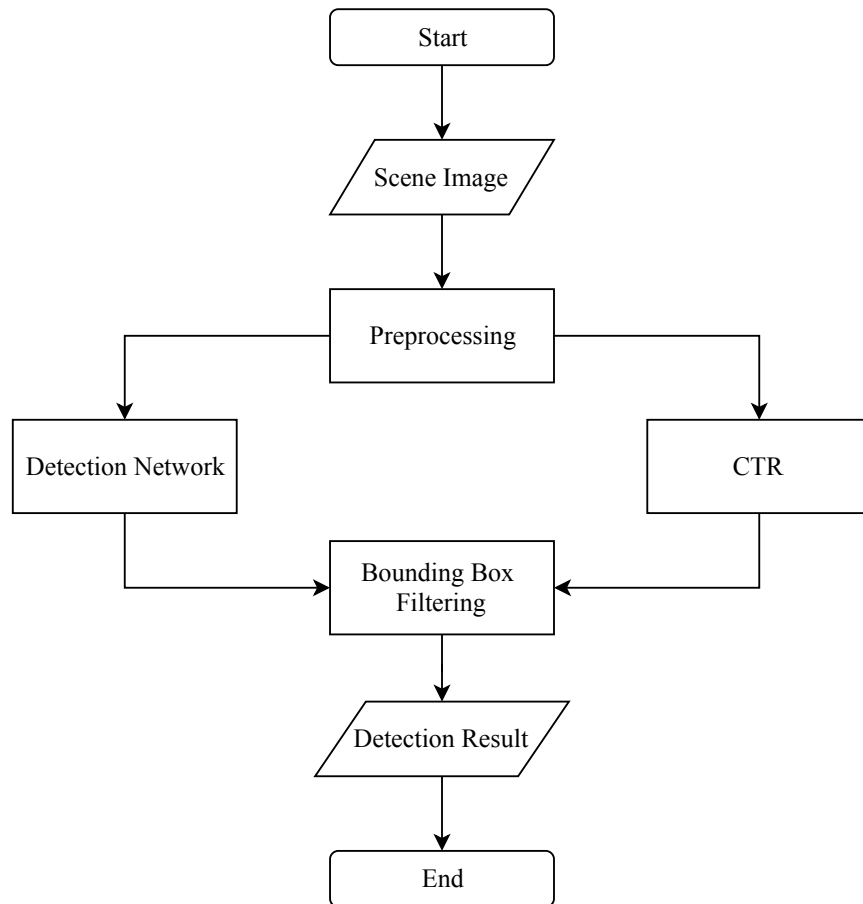 Start
Scene Image
Preprocessing
Detection Network
CTR
Bounding Box
Filtering
Detection Result
End